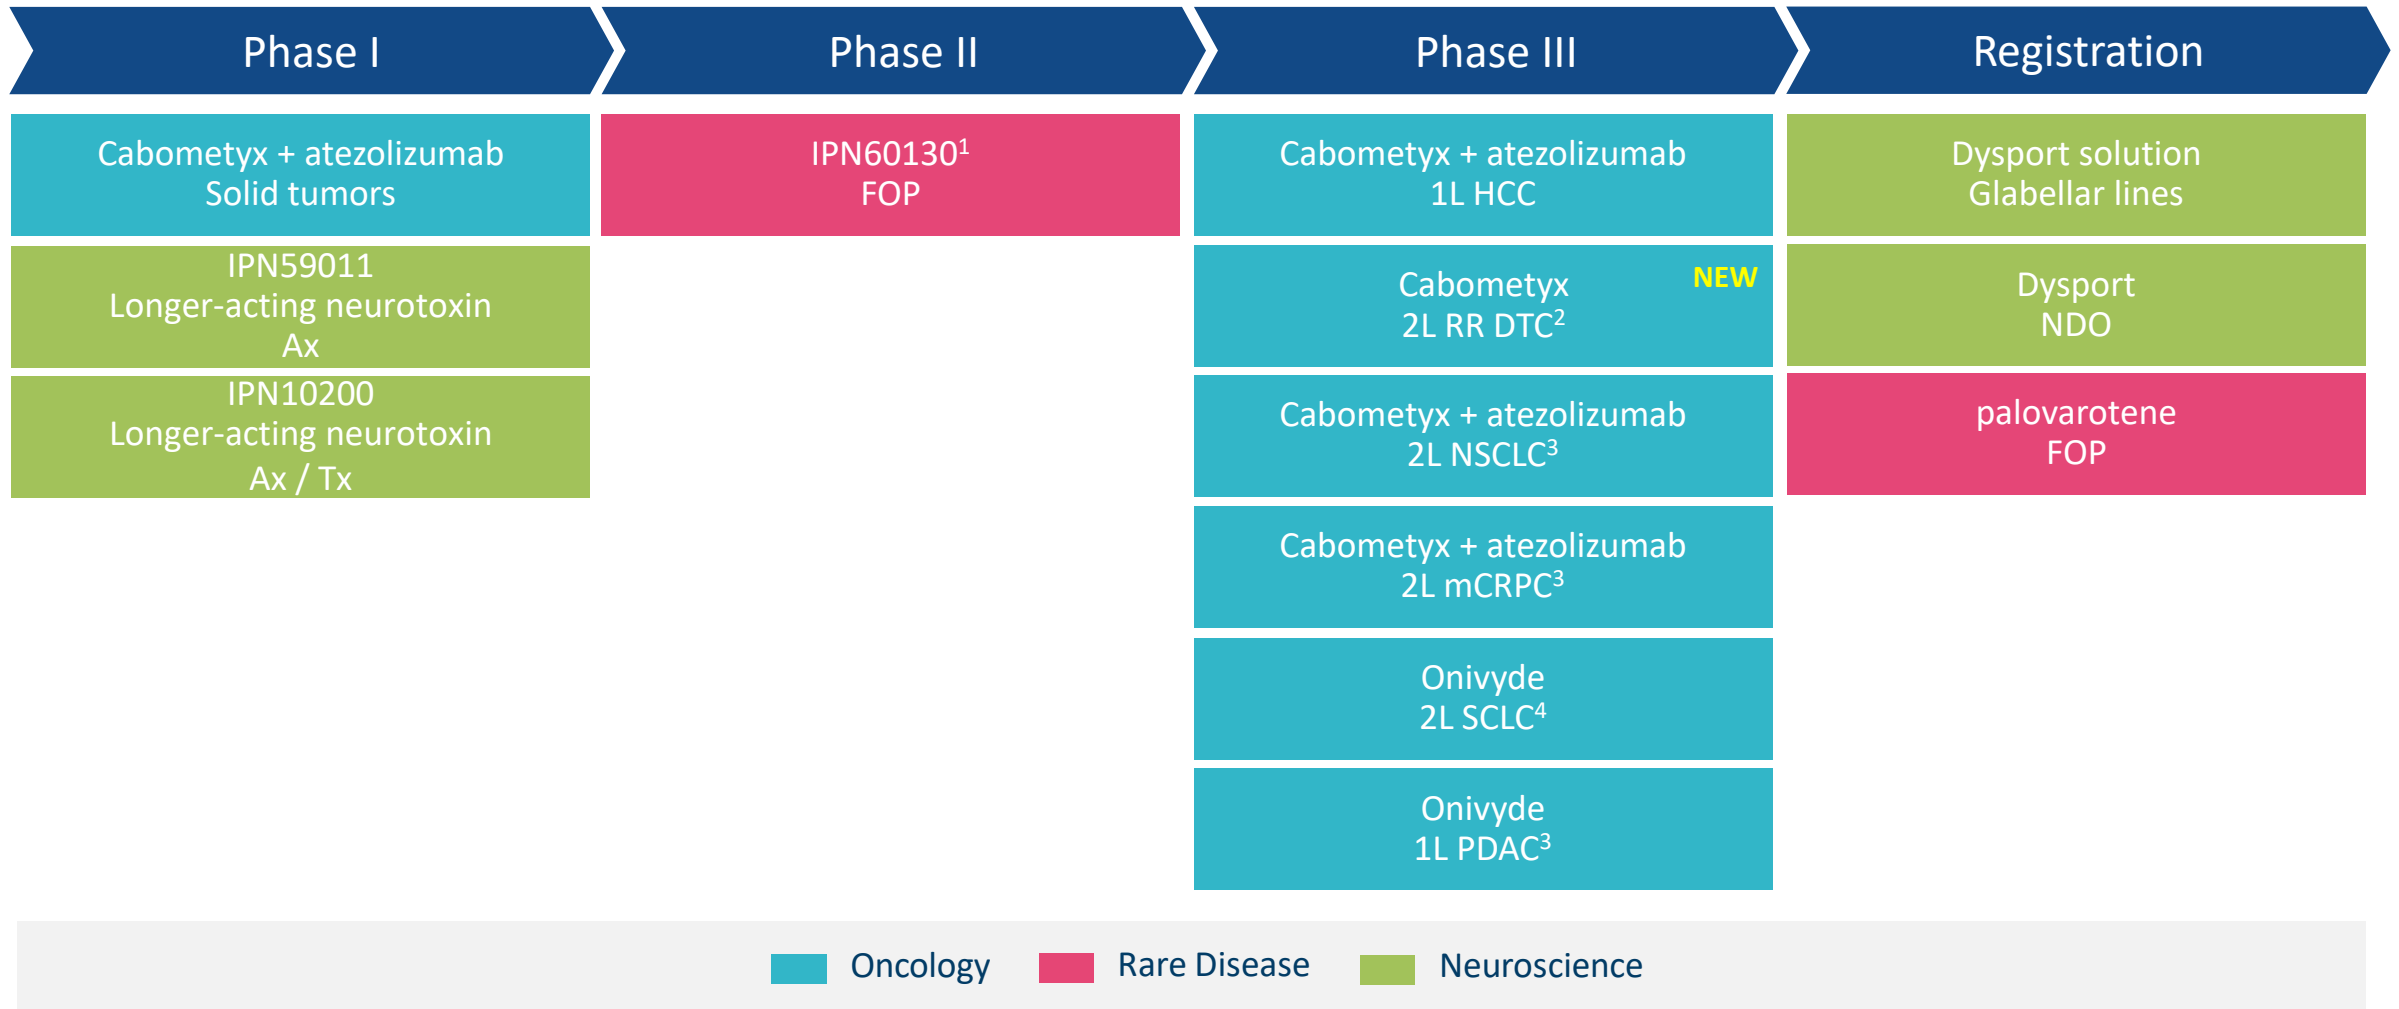 Phase I
Phase II
Phase III
Registration
Cabometyx + atezolizumab
Solid tumors
IPN59011
Longer-acting neurotoxin
Ax
IPN10200
Longer-acting neurotoxin
Ax / Tx
IPN60130¹
FOP
Cabometyx + atezolizumab
1L HCC
Cabometyx
NEW
2L RR DTC²
Cabometyx + atezolizumab
2L NSCLC³
Cabometyx + atezolizumab
2L mCRPC³
Onivyde
2L SCLC⁴
Onivyde
1L PDAC³
Dysport solution
Glabellar lines
Dysport
NDO
palovarotene
FOP
Oncology
Rare Disease
Neuroscience